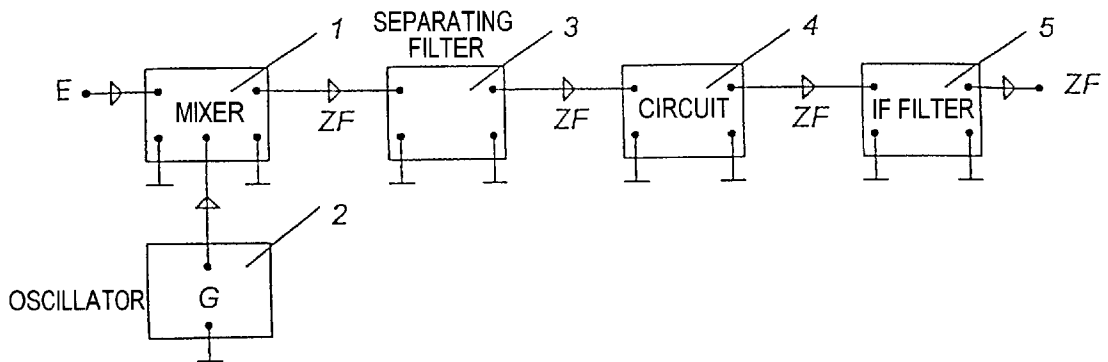 SEPARATING
FILTER
1
3
4
5
E
MIXER
ZF
ZF
CIRCUIT
ZF
IF FILTER
ZF
2
OSCILLATOR
G